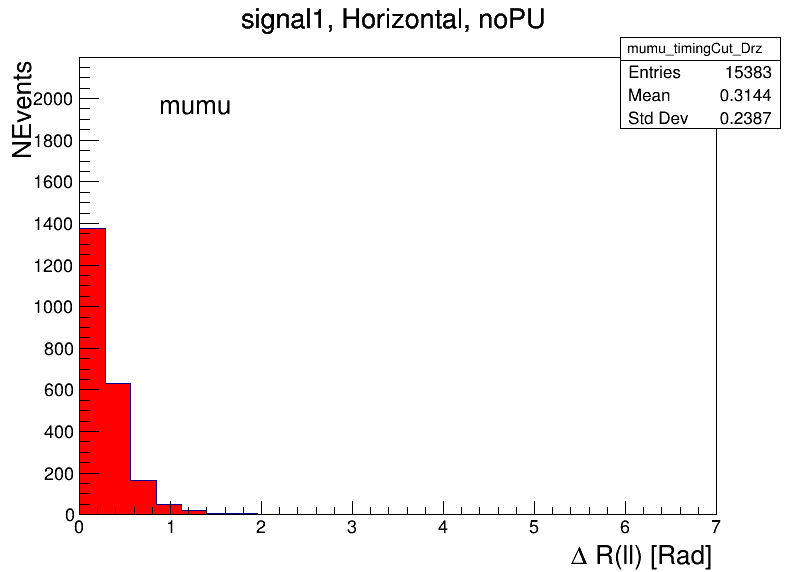 signal1, Horizontal, noPU
mumu_timingCut_Drz
Entries 15383
Mean 0.3144
Std Dev 0.2387
NEvents
mumu
2000
1800
1600
1400
1200
1000
800
600
400
200
0
0 1 2 3 4 5 6 7
Δ R(ll) [Rad]